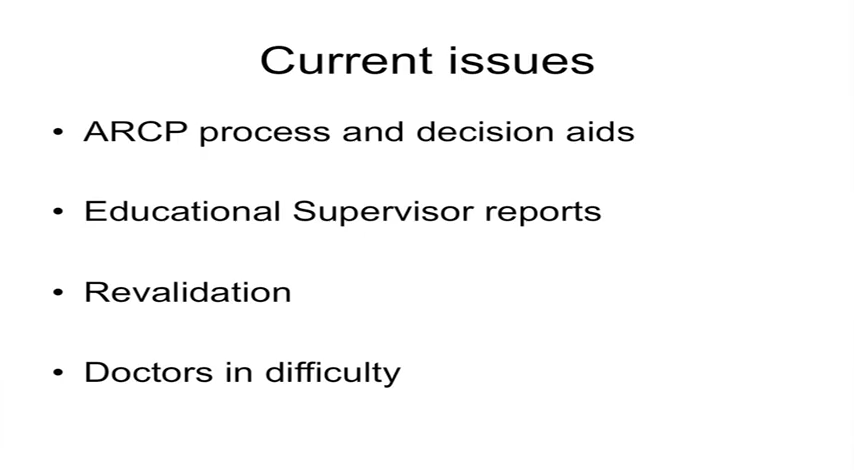 Current issues
• ARCP process and decision aids
• Educational Supervisor reports
• Revalidation
• Doctors in difficulty